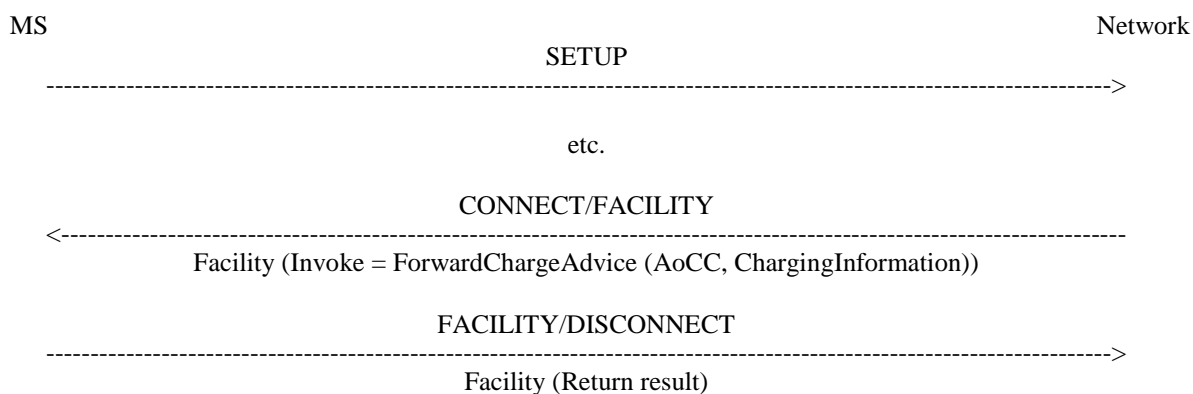 MS Network
SETUP
------------------------------------------------------------------------------------------------------------------------>
etc.
CONNECT/FACILITY
<------------------------------------------------------------------------------------------------------------------------
Facility (Invoke = ForwardChargeAdvice (AoCC, ChargingInformation))
FACILITY/DISCONNECT
------------------------------------------------------------------------------------------------------------------------>
Facility (Return result)